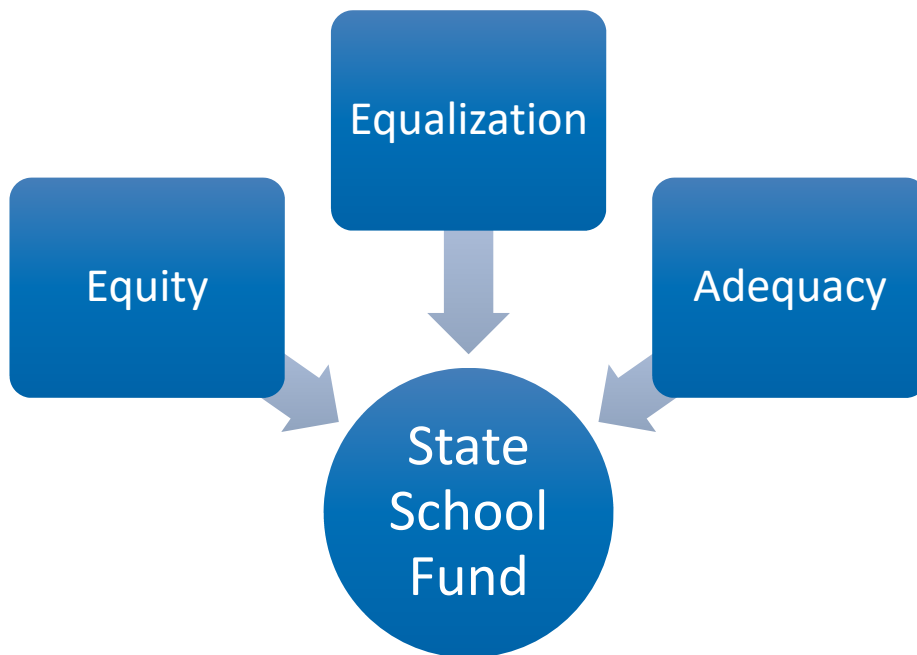 Equalization
Equity
Adequacy
State
School
Fund